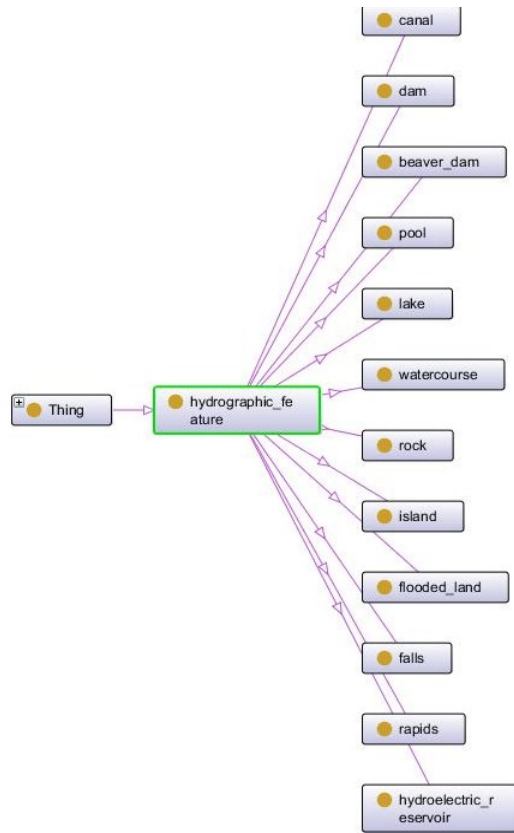 canal
dam
beaver_dam
pool
lake
watercourse
Thing
hydrographic_fe
ature
rock
island
flooded_land
falls
rapids
hydroelectric_r
eservoir